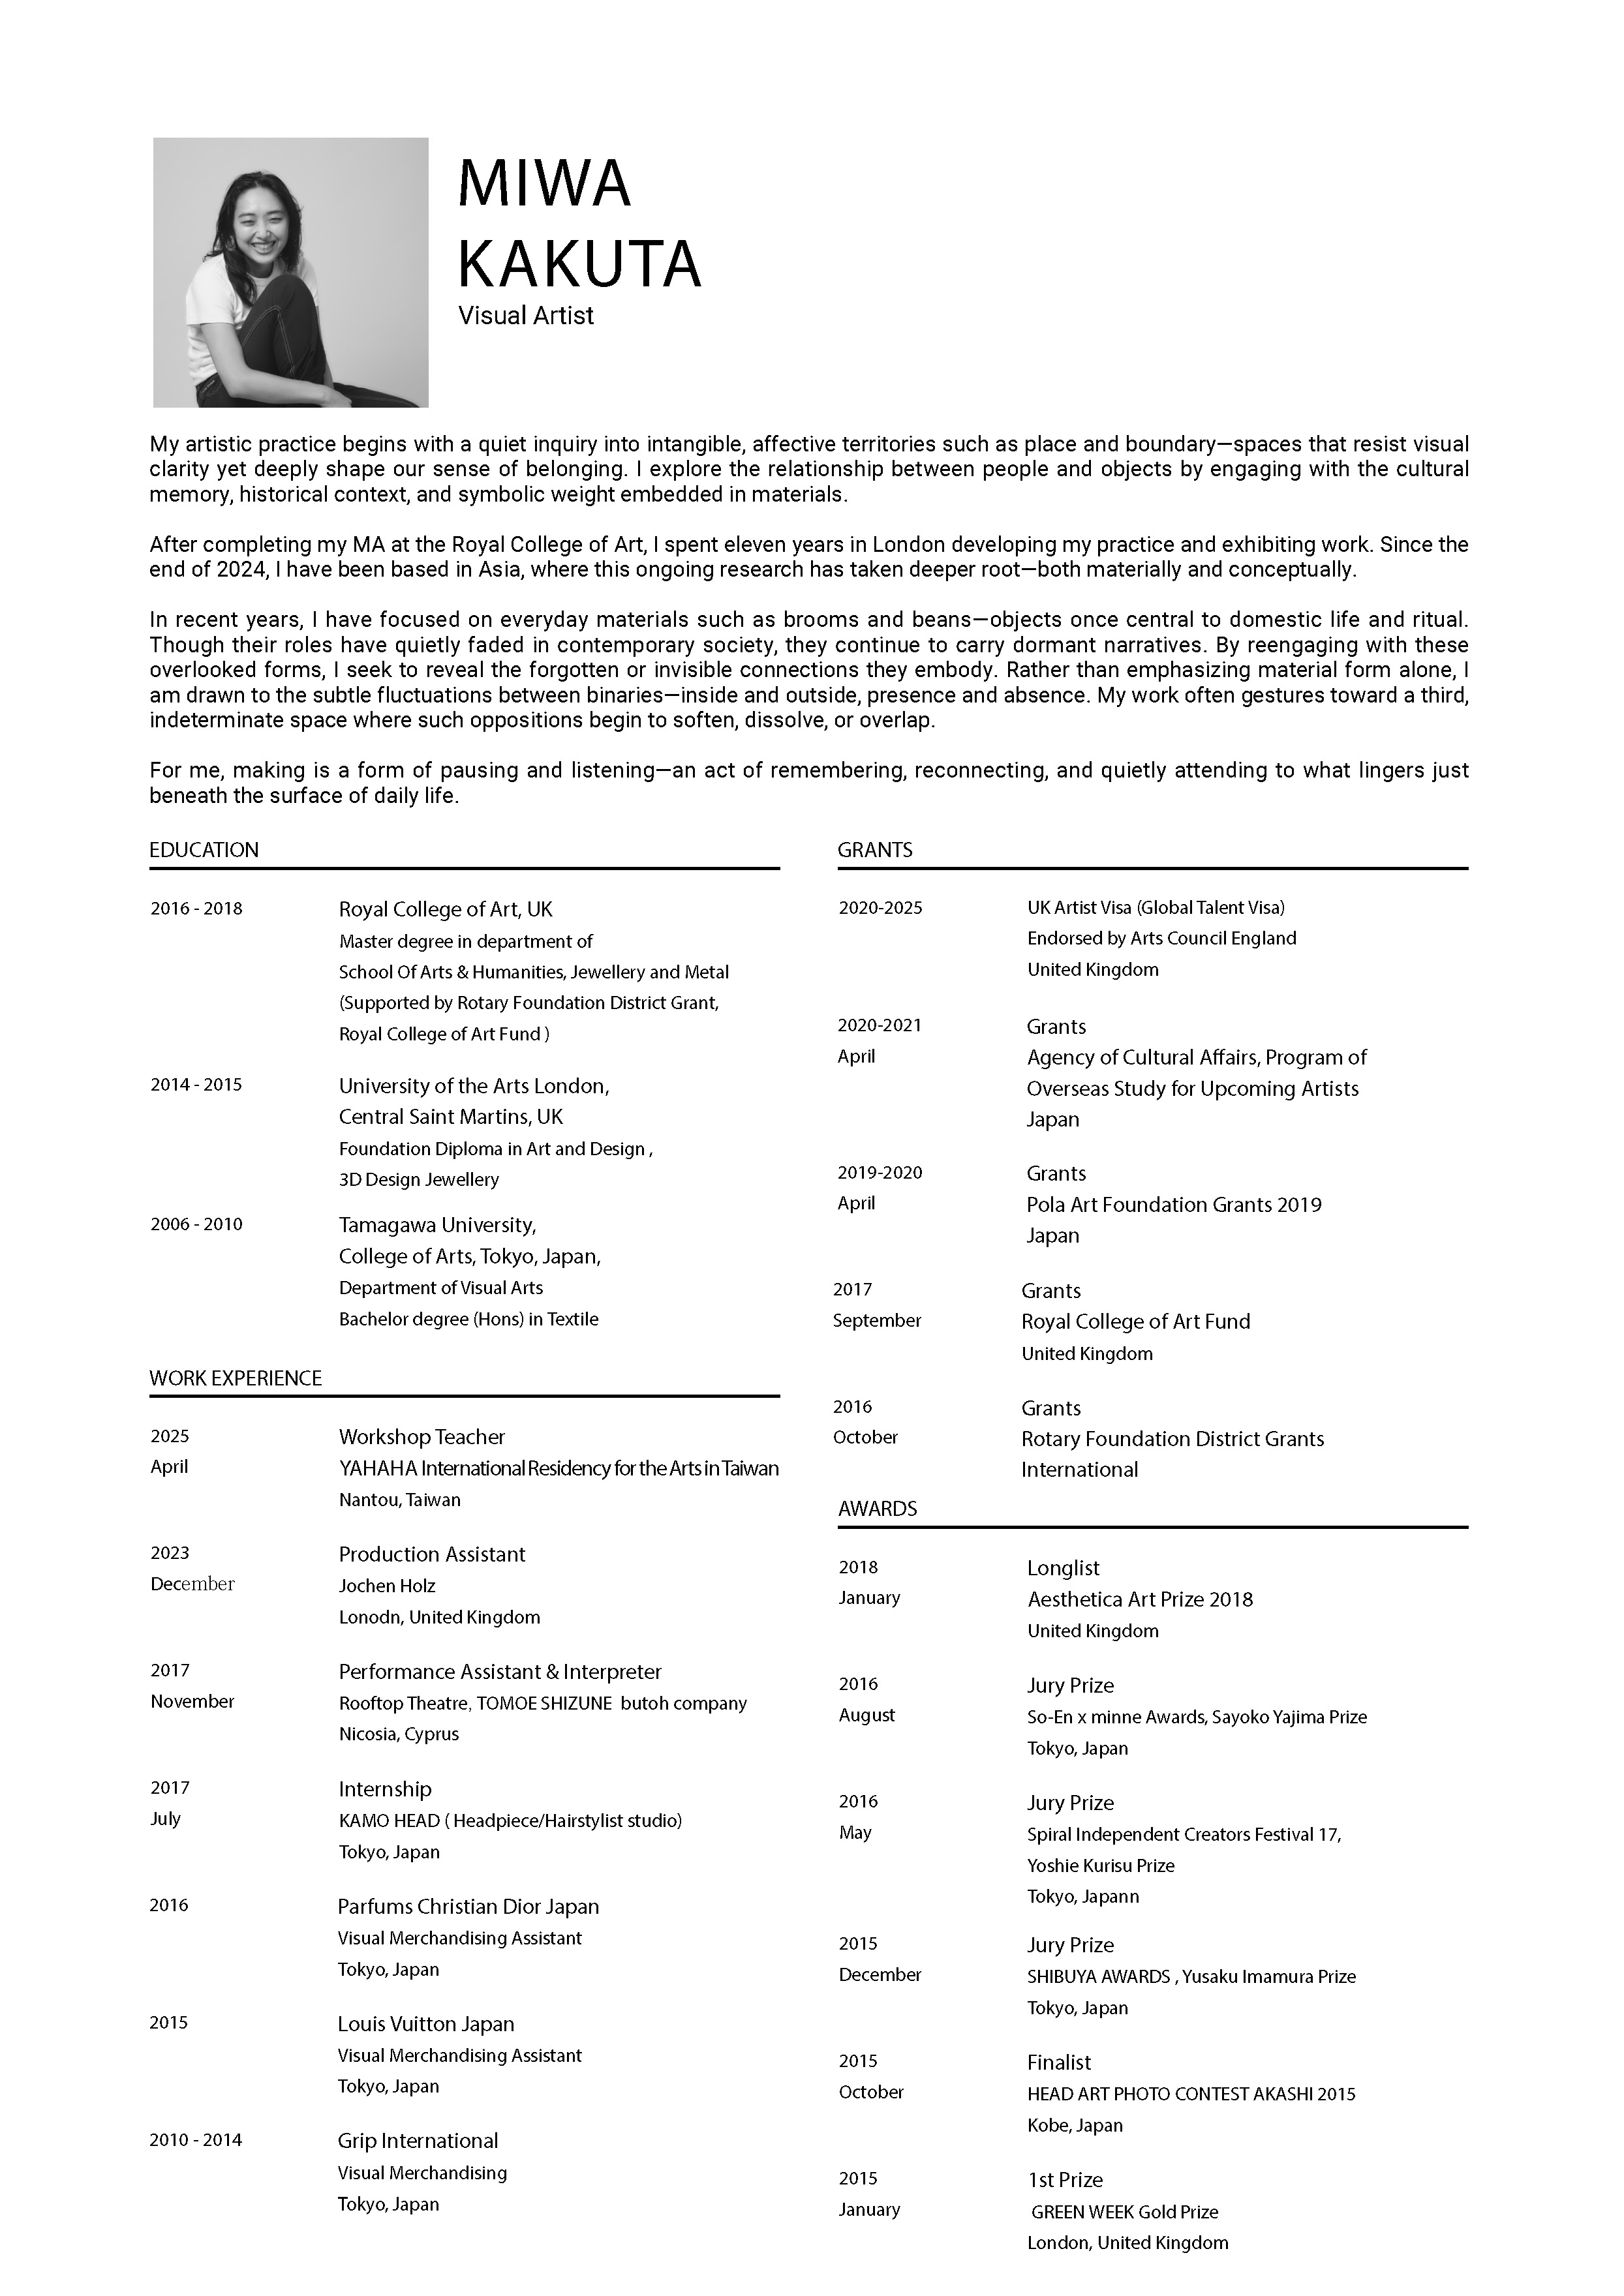 MIWA
KAKUTA
Visual Artist
My artistic practice begins with a quiet inquiry into intangible, affective territories such as place and boundary—spaces that resist visual
clarity yet deeply shape our sense of belonging. I explore the relationship between people and objects by engaging with the cultural
memory, historical context, and symbolic weight embedded in materials.
After completing my MA at the Royal College of Art, I spent eleven years in London developing my practice and exhibiting work. Since the
end of 2024, I have been based in Asia, where this ongoing research has taken deeper root—both materially and conceptually.
In recent years, I have focused on everyday materials such as brooms and beans—objects once central to domestic life and ritual.
Though their roles have quietly faded in contemporary society, they continue to carry dormant narratives. By reengaging with these
overlooked forms, I seek to reveal the forgotten or invisible connections they embody. Rather than emphasizing material form alone, I
am drawn to the subtle fluctuations between binaries—inside and outside, presence and absence. My work often gestures toward a third,
indeterminate space where such oppositions begin to soften, dissolve, or overlap.
For me, making is a form of pausing and listening—an act of remembering, reconnecting, and quietly attending to what lingers just
beneath the surface of daily life.
EDUCATION
2016 - 2018
Royal College of Art, UK
Master degree in department of
School Of Arts & Humanities, Jewellery and Metal
(Supported by Rotary Foundation District Grant,
Royal College of Art Fund )
2014 - 2015
University of the Arts London,
Central Saint Martins, UK
Foundation Diploma in Art and Design ,
3D Design Jewellery
2006 - 2010
Tamagawa University,
College of Arts, Tokyo, Japan,
Department of Visual Arts
Bachelor degree (Hons) in Textile
WORK EXPERIENCE
2025
April
Workshop Teacher
YAHAHA International Residency for the Arts in Taiwan
Nantou, Taiwan
2023
December
Production Assistant
Jochen Holz
Lonodn, United Kingdom
2017
November
Performance Assistant & Interpreter
Rooftop Theatre, TOMOE SHIZUNE butoh company
Nicosia, Cyprus
2017
July
Internship
KAMO HEAD ( Headpiece/Hairstylist studio)
Tokyo, Japan
2016
Parfums Christian Dior Japan
Visual Merchandising Assistant
Tokyo, Japan
2015
Louis Vuitton Japan
Visual Merchandising Assistant
Tokyo, Japan
2010 - 2014
Grip International
Visual Merchandising
Tokyo, Japan
GRANTS
2020-2025
UK Artist Visa (Global Talent Visa)
Endorsed by Arts Council England
United Kingdom
2020-2021
April
Grants
Agency of Cultural Affairs, Program of
Overseas Study for Upcoming Artists
Japan
2019-2020
April
Grants
Pola Art Foundation Grants 2019
Japan
2017
September
Grants
Royal College of Art Fund
United Kingdom
2016
October
Grants
Rotary Foundation District Grants
International
AWARDS
2018
January
Longlist
Aesthetica Art Prize 2018
United Kingdom
2016
August
Jury Prize
So-En x minne Awards, Sayoko Yajima Prize
Tokyo, Japan
2016
May
Jury Prize
Spiral Independent Creators Festival 17,
Yoshie Kurisu Prize
Tokyo, Japann
2015
December
Jury Prize
SHIBUYA AWARDS , Yusaku Imamura Prize
Tokyo, Japan
2015
October
Finalist
HEAD ART PHOTO CONTEST AKASHI 2015
Kobe, Japan
2015
January
1st Prize
GREEN WEEK Gold Prize
London, United Kingdom